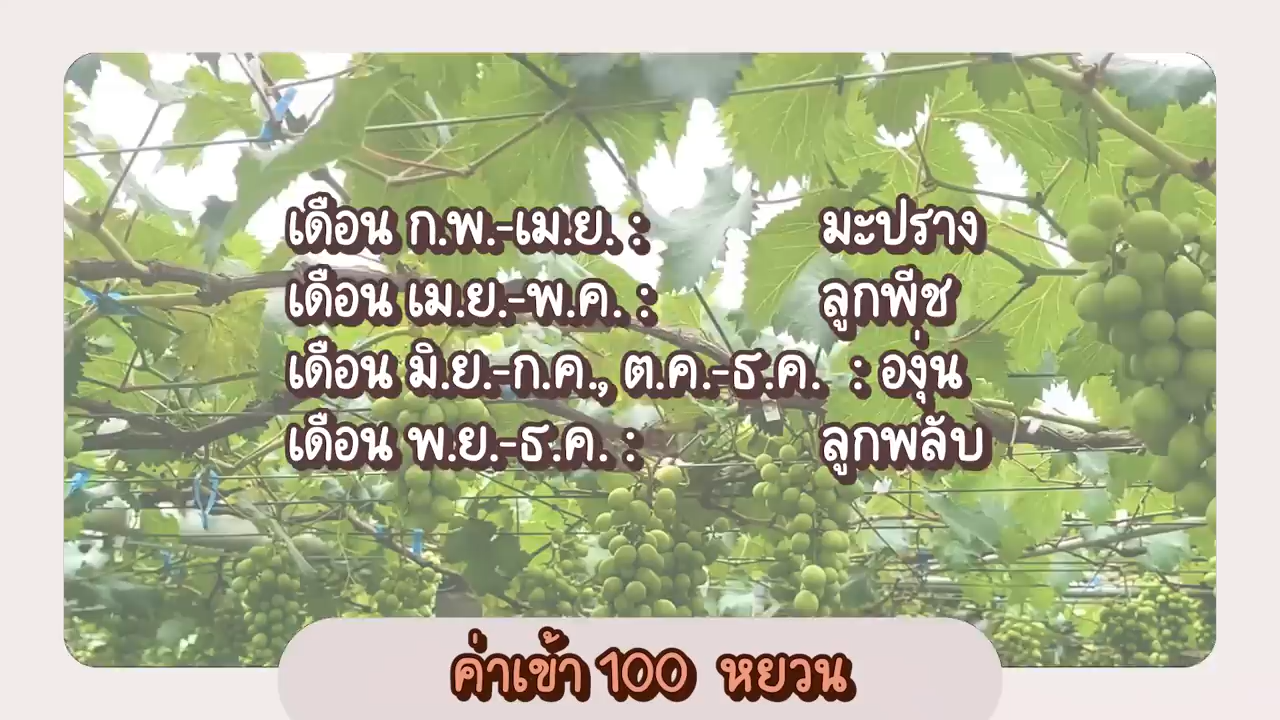 เดือน ก.พ.-เม.ย. : มะปราง
เดือน เม.ย.-พ.ค. : ลูกพีช
เดือน มิ.ย.-ก.ค., ต.ค.-ธ.ค. : องุ่น
เดือน พ.ย.-ธ.ค. : ลูกพลับ
ค่าเข้า 100 หยวน